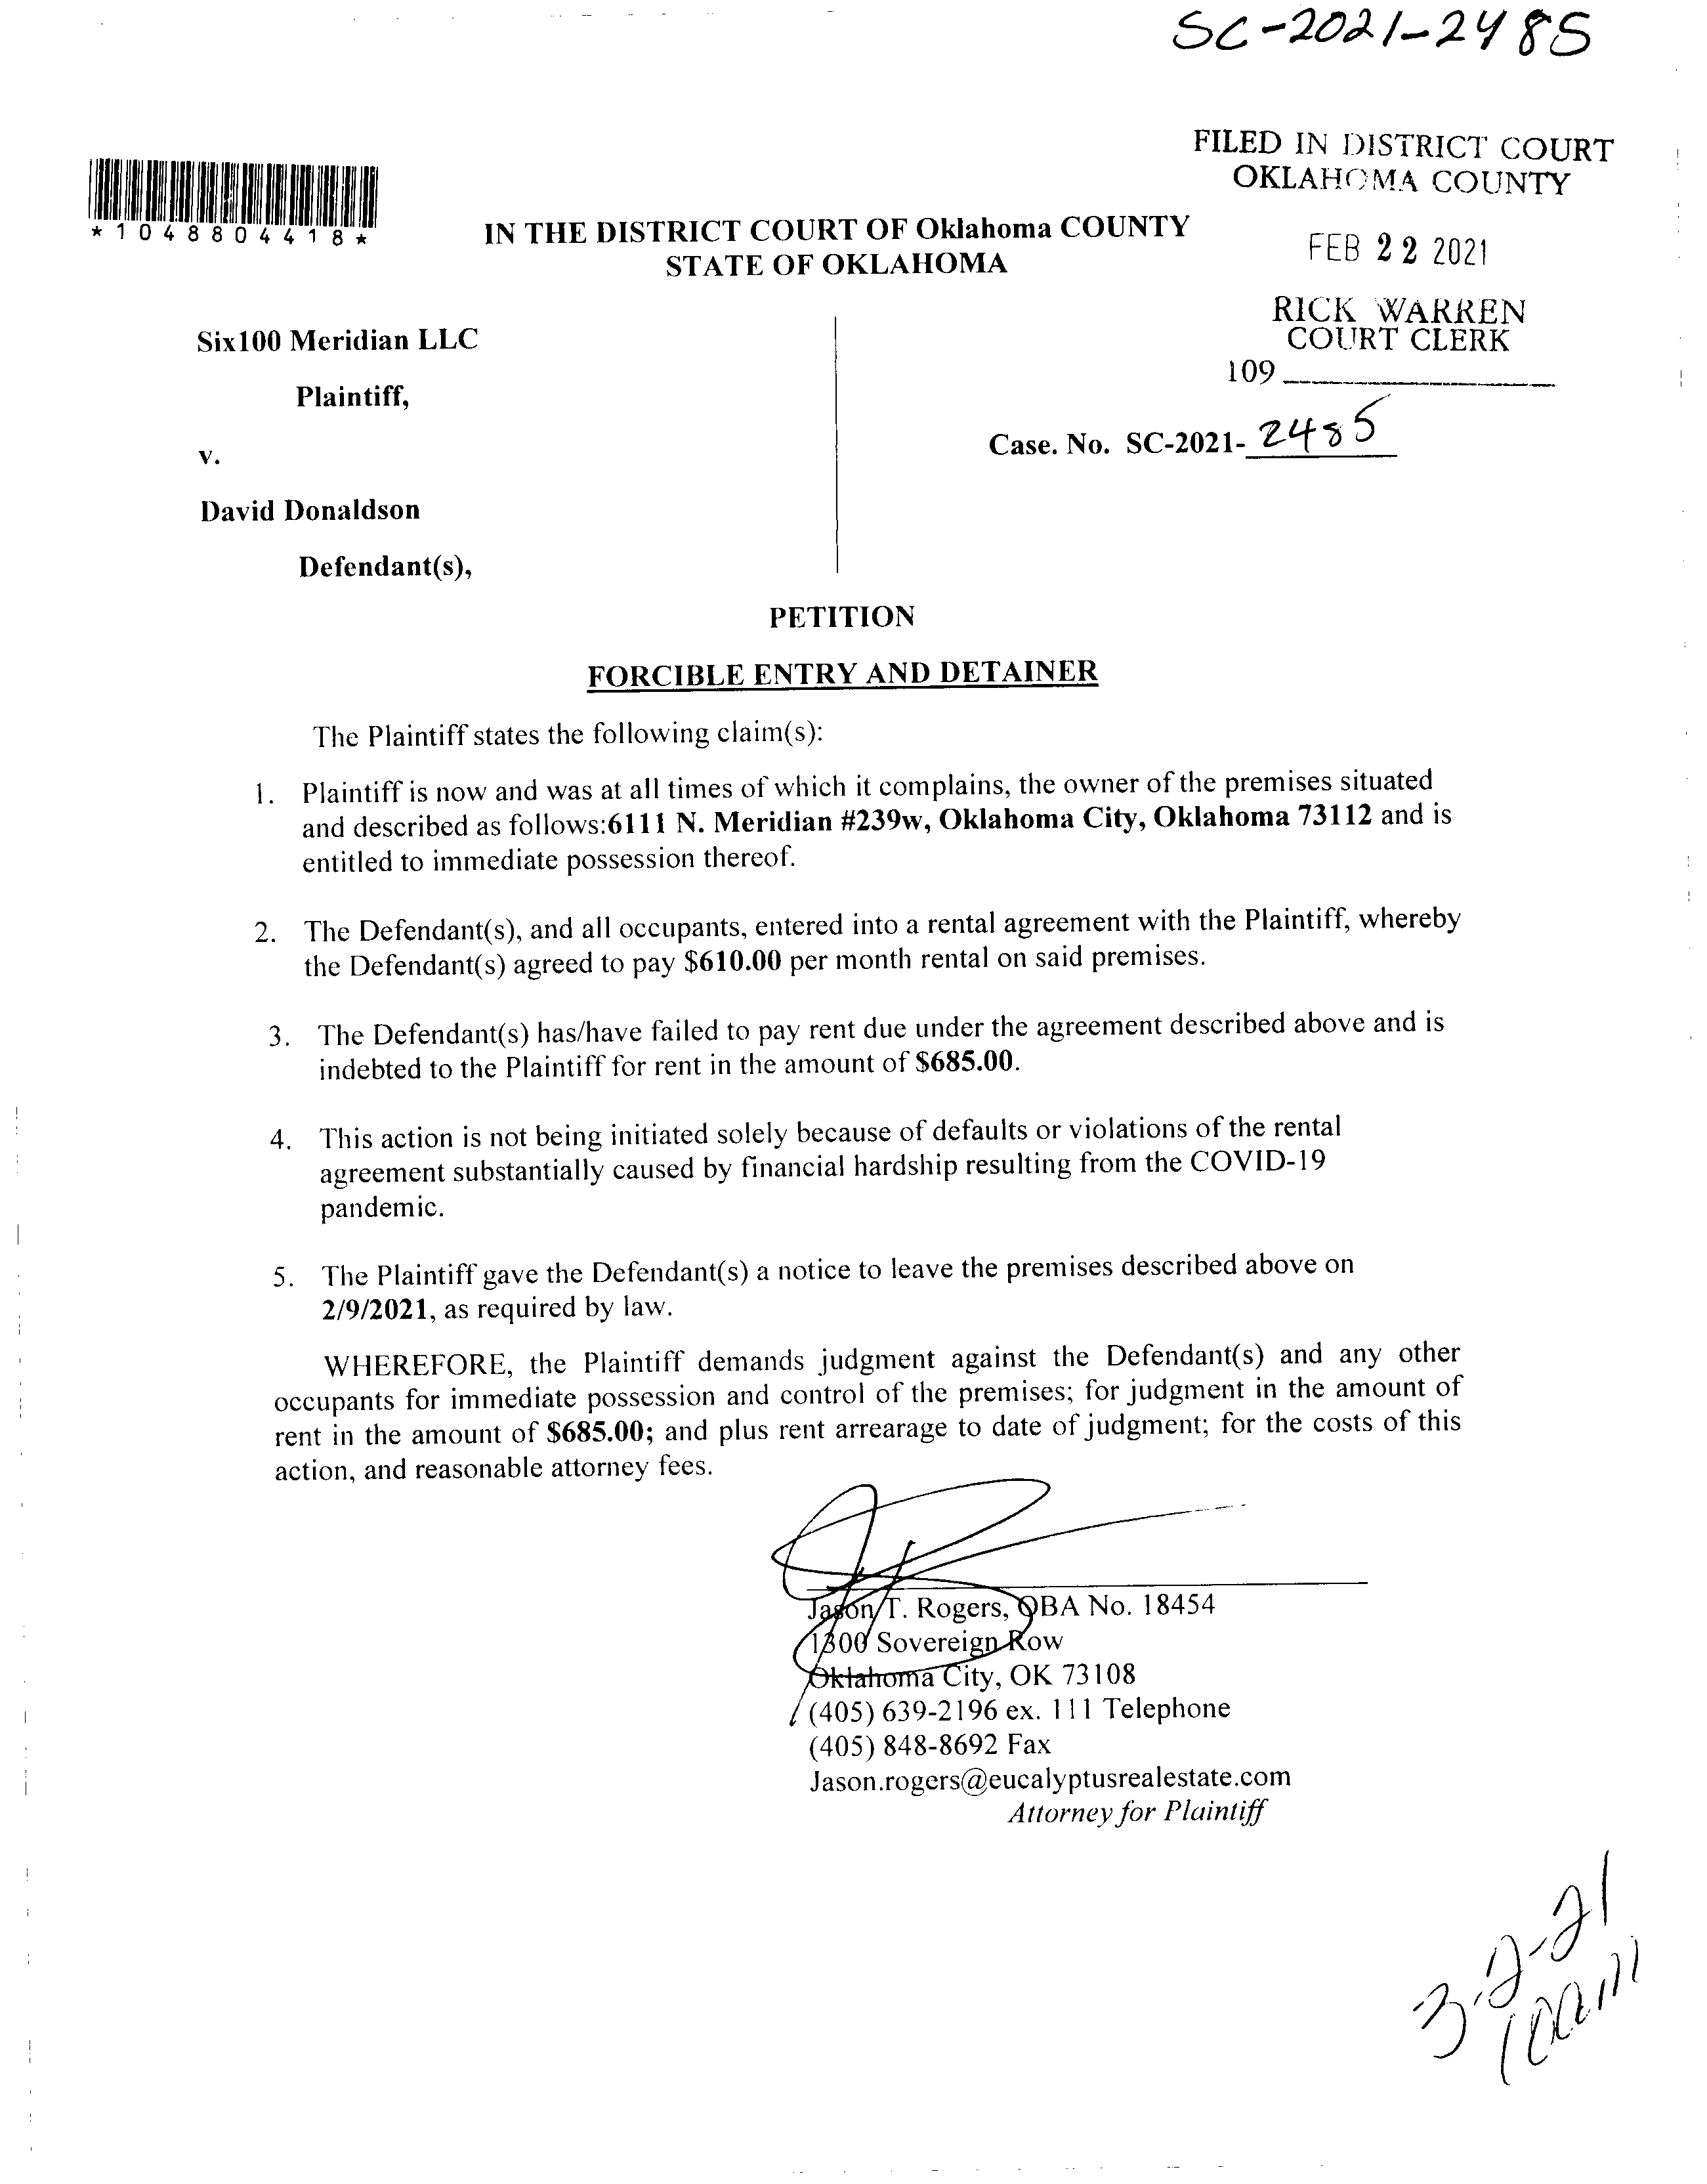 SC-2021-2485
FILED IN DISTRICT COURT
OKLAHOMA COUNTY
*1048804418*
IN THE DISTRICT COURT OF Oklahoma COUNTY
STATE OF OKLAHOMA
FEB 22 2021
RICK WARREN
COURT CLERK
109
Six100 Meridian LLC
Plaintiff,
v.
Case. No. SC-2021-2485
David Donaldson
Defendant(s),
PETITION
FORCIBLE ENTRY AND DETAINER
The Plaintiff states the following claim(s):
1. Plaintiff is now and was at all times of which it complains, the owner of the premises situated
and described as follows:6111 N. Meridian #239w, Oklahoma City, Oklahoma 73112 and is
entitled to immediate possession thereof.
2. The Defendant(s), and all occupants, entered into a rental agreement with the Plaintiff, whereby
the Defendant(s) agreed to pay $610.00 per month rental on said premises.
3. The Defendant(s) has/have failed to pay rent due under the agreement described above and is
indebted to the Plaintiff for rent in the amount of $685.00.
4. This action is not being initiated solely because of defaults or violations of the rental
agreement substantially caused by financial hardship resulting from the COVID-19
pandemic.
5. The Plaintiff gave the Defendant(s) a notice to leave the premises described above on
2/9/2021, as required by law.
WHEREFORE, the Plaintiff demands judgment against the Defendant(s) and any other
occupants for immediate possession and control of the premises; for judgment in the amount of
rent in the amount of $685.00; and plus rent arrearage to date of judgment; for the costs of this
action, and reasonable attorney fees.
Jason T. Rogers, OBA No. 18454
1300 Sovereign Row
Oklahoma City, OK 73108
(405) 639-2196 ex. 111 Telephone
(405) 848-8692 Fax
Jason.rogers@eucalyptusrealestate.com
Attorney for Plaintiff
3-2-21